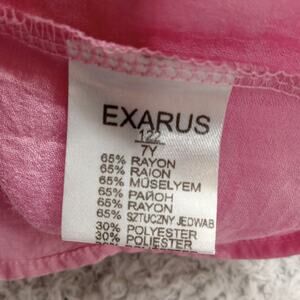 EXARUS
122
7Y
65% RAYON
65% RAION
65% MŰSELYEM
65% РАЙОН
65% RAYON
65% SZTUCZNY JEDWAB
30% POLYESTER
30% POLIESTER